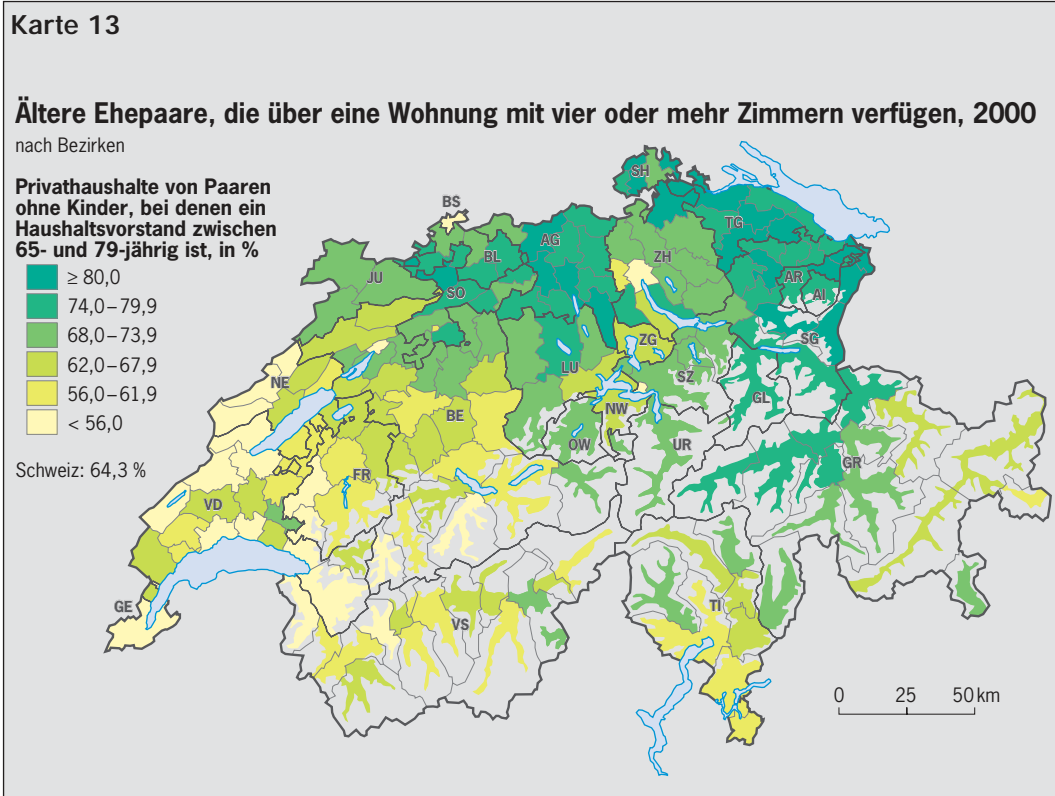 Karte 13
Ältere Ehepaare, die über eine Wohnung mit vier oder mehr Zimmern verfügen, 2000
nach Bezirken
Privathaushalte von Paaren
ohne Kinder, bei denen ein
Haushaltsvorstand zwischen
65- und 79-jährig ist, in %
≥ 80,0
74,0–79,9
68,0–73,9
62,0–67,9
56,0–61,9
< 56,0
Schweiz: 64,3 %
SH
BS
TG
AG
BL
ZH
JU
SO
AR
AI
SG
ZG
LU
SZ
NE
GL
BE
NW
OW
UR
FR
GR
VD
GE
TI
VS
0 25 50 km